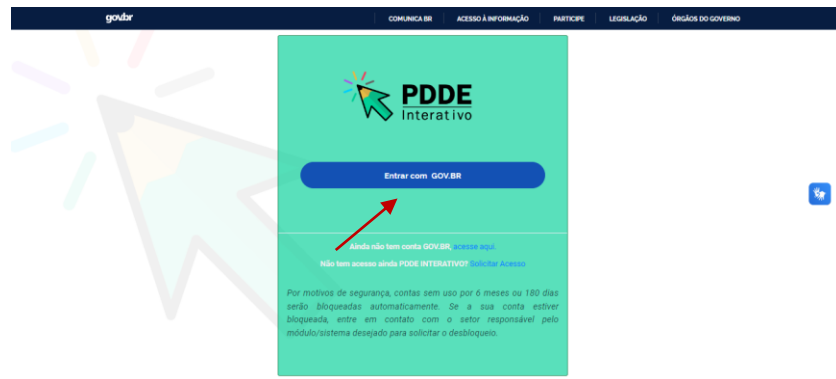 gov.br
COMUNICA BR ACESSO À INFORMAÇÃO PARTICIPE LEGISLAÇÃO ÓRGÃOS DO GOVERNO
PDDE
Interativo
Entrar com GOV.BR
Ainda não tem conta GOV.BR, acesse aqui.
Não tem acesso ainda PDDE INTERATIVO? Solicitar Acesso
Por motivos de segurança, contas sem uso por 6 meses ou 180 dias
serão bloqueadas automaticamente. Se a sua conta estiver
bloqueada, entre em contato com o setor responsável pelo
módulo/sistema desejado para solicitar o desbloqueio.